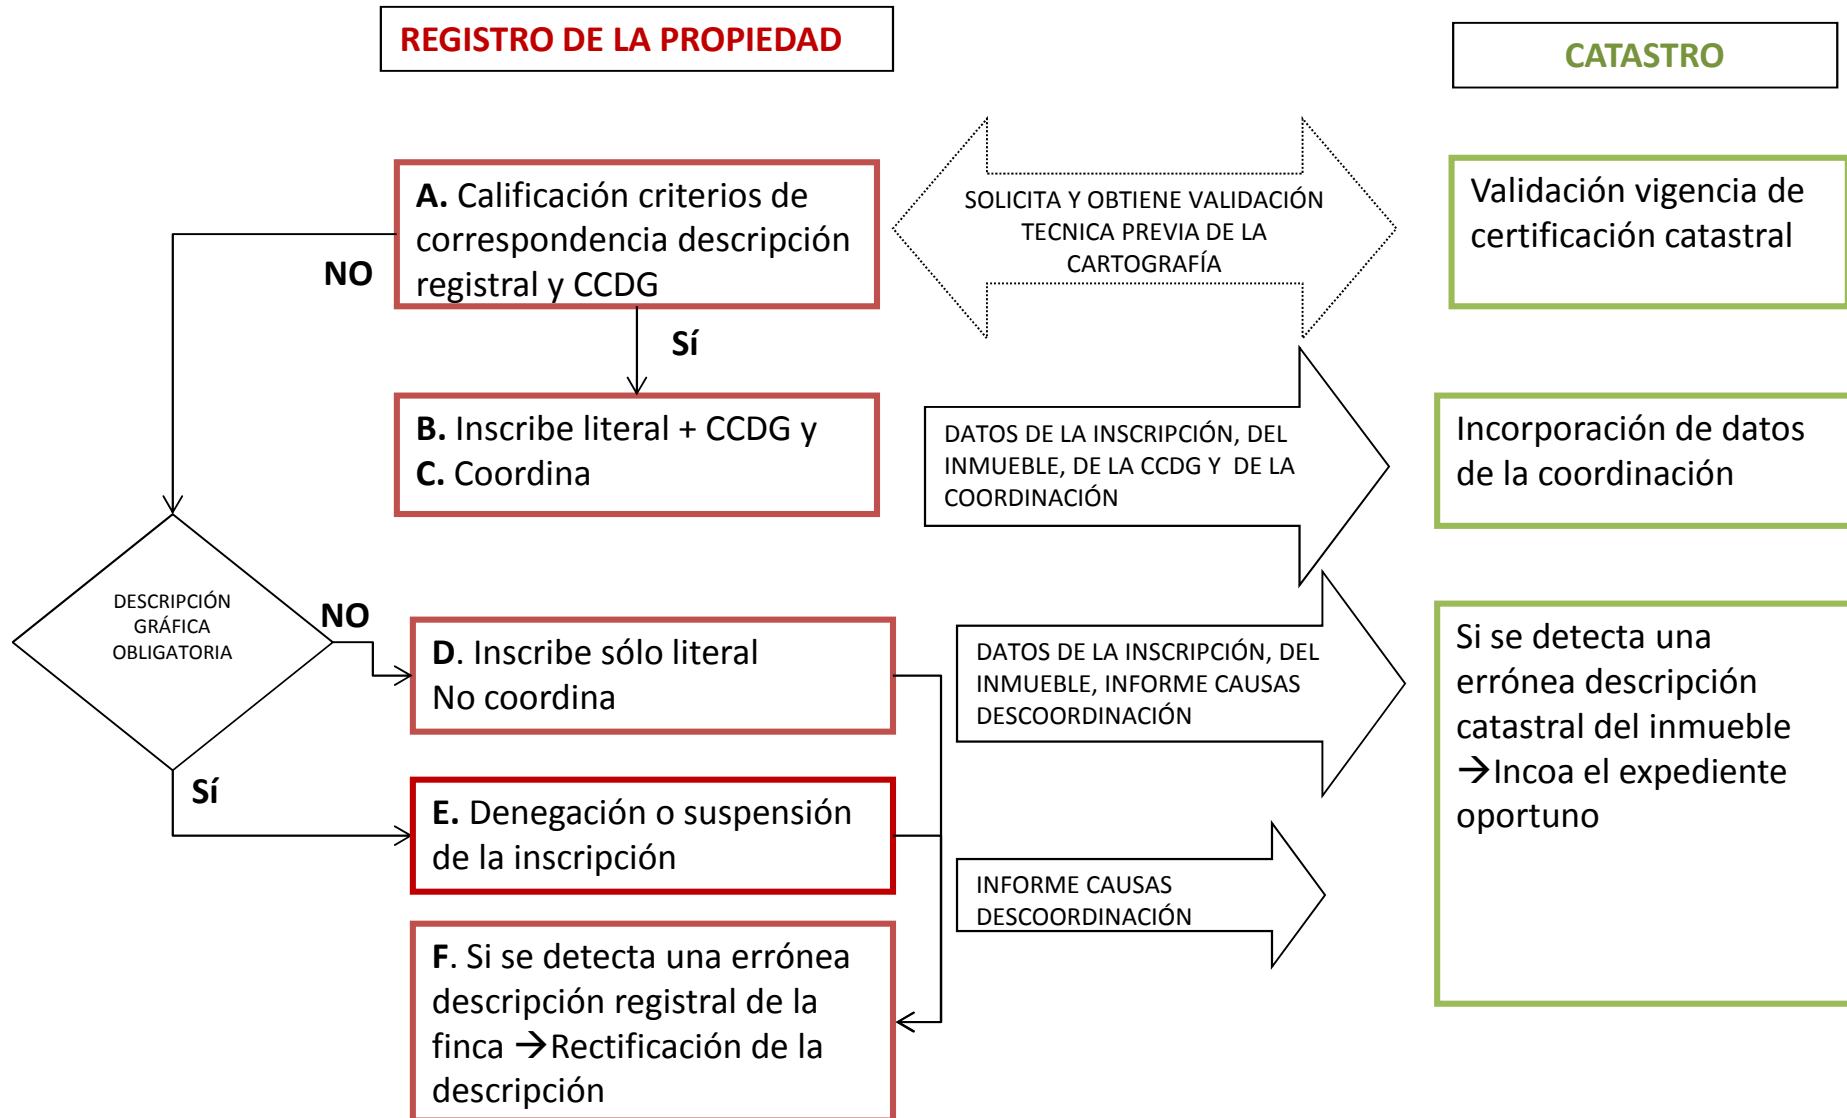 REGISTRO DE LA PROPIEDAD
CATASTRO
A. Calificación criterios de
correspondencia descripción
registral y CCDG
SOLICITA Y OBTIENE VALIDACIÓN
TECNICA PREVIA DE LA
CARTOGRAFÍA
Validación vigencia de
certificación catastral
NO
Sí
B. Inscribe literal + CCDG y
C. Coordina
DATOS DE LA INSCRIPCIÓN, DEL
INMUEBLE, DE LA CCDG Y DE LA
COORDINACIÓN
Incorporación de datos
de la coordinación
DESCRIPCIÓN
GRÁFICA
OBLIGATORIA
NO
D. Inscribe sólo literal
No coordina
DATOS DE LA INSCRIPCIÓN, DEL
INMUEBLE, INFORME CAUSAS
DESCOORDINACIÓN
Si se detecta una
errónea descripción
catastral del inmueble
→Incoa el expediente
oportuno
Sí
E. Denegación o suspensión
de la inscripción
INFORME CAUSAS
DESCOORDINACIÓN
F. Si se detecta una errónea
descripción registral de la
finca →Rectificación de la
descripción